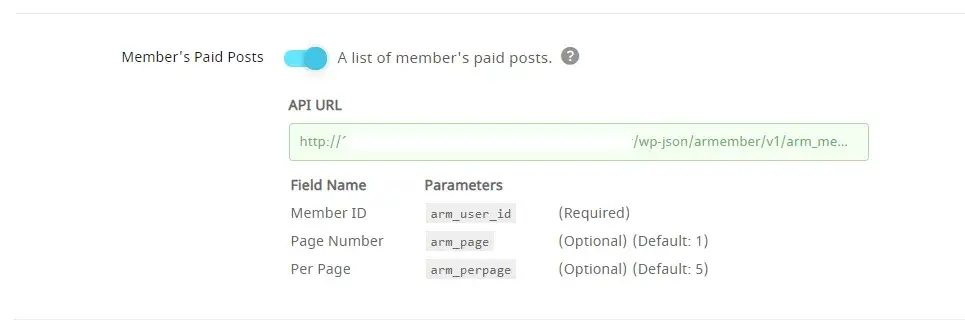 Member's Paid Posts A list of member's paid posts. ?
API URL
http:// /wp-json/armember/v1/arm_me...
Field Name Parameters
Member ID arm_user_id (Required)
Page Number arm_page (Optional) (Default: 1)
Per Page arm_perpage (Optional) (Default: 5)